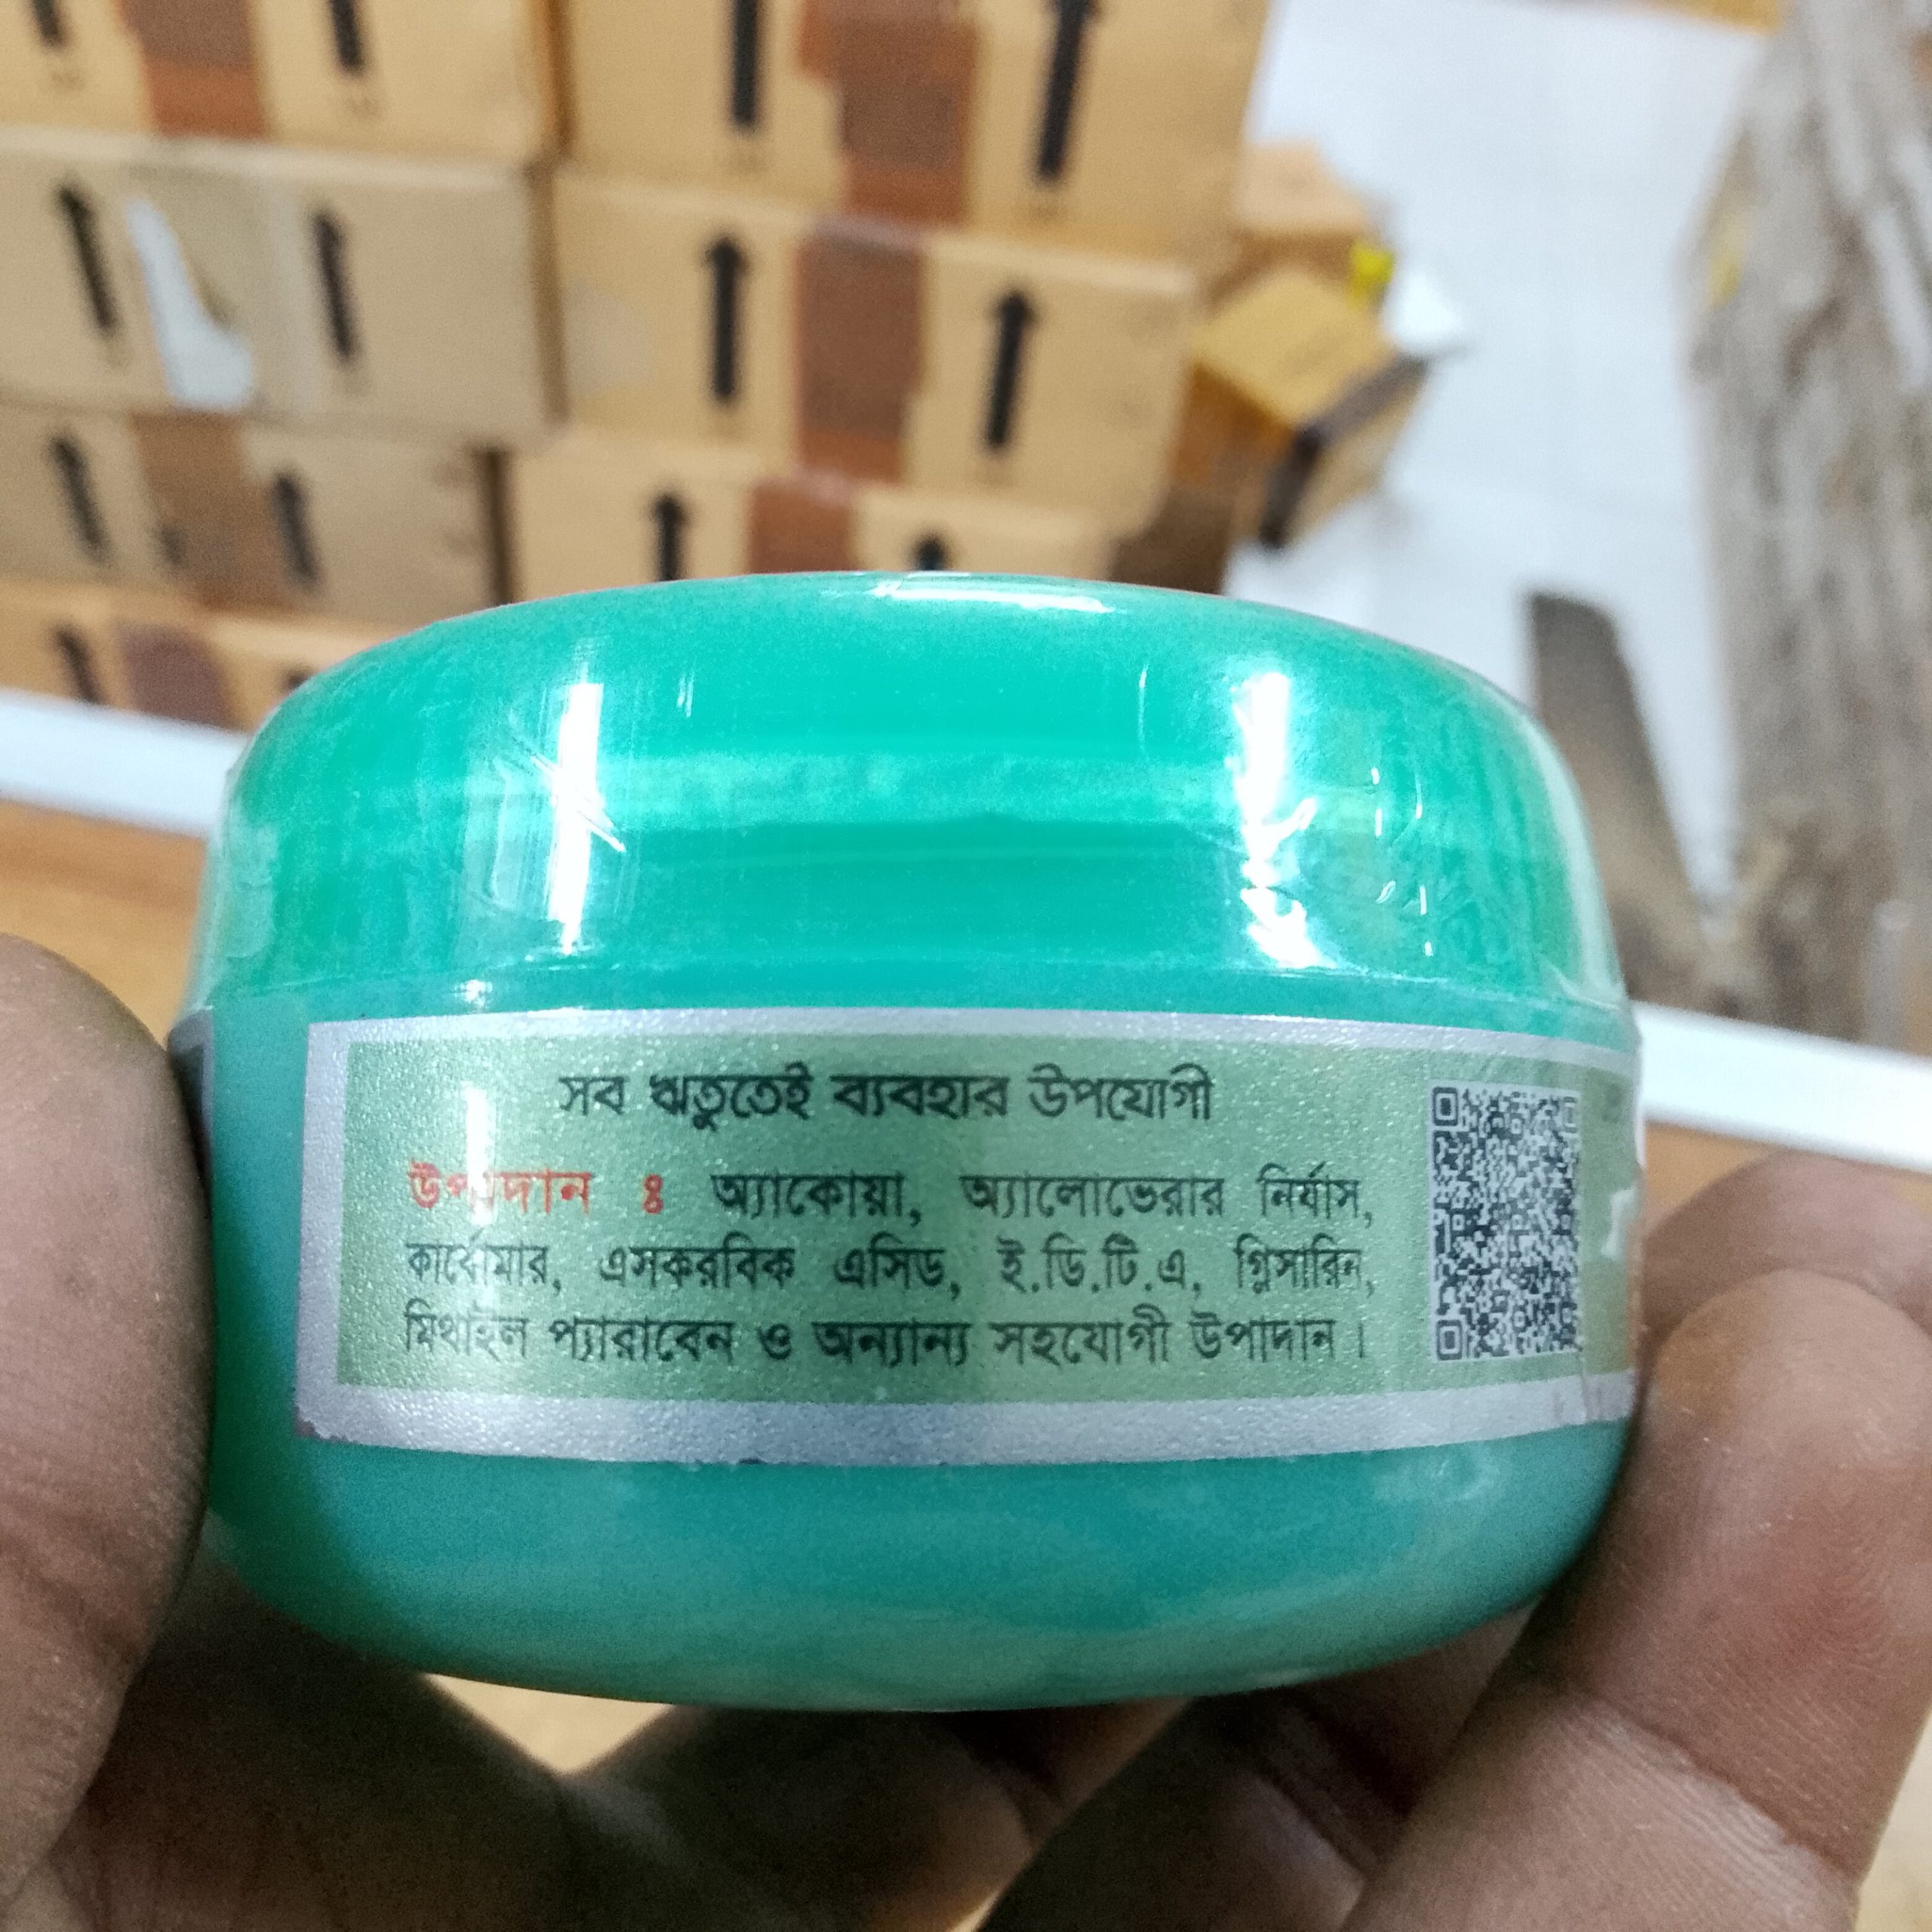 সব ঋতুতেই ব্যবহার উপযোগী
উপাদান ঃ অ্যাকোয়া, অ্যালোভেরার নির্যাস,
কার্বোমার, এসকরবিক এসিড, ই.ডি.টি.এ, গ্লিসারিন,
মিথাইল প্যারাবেন ও অন্যান্য সহযোগী উপাদান।